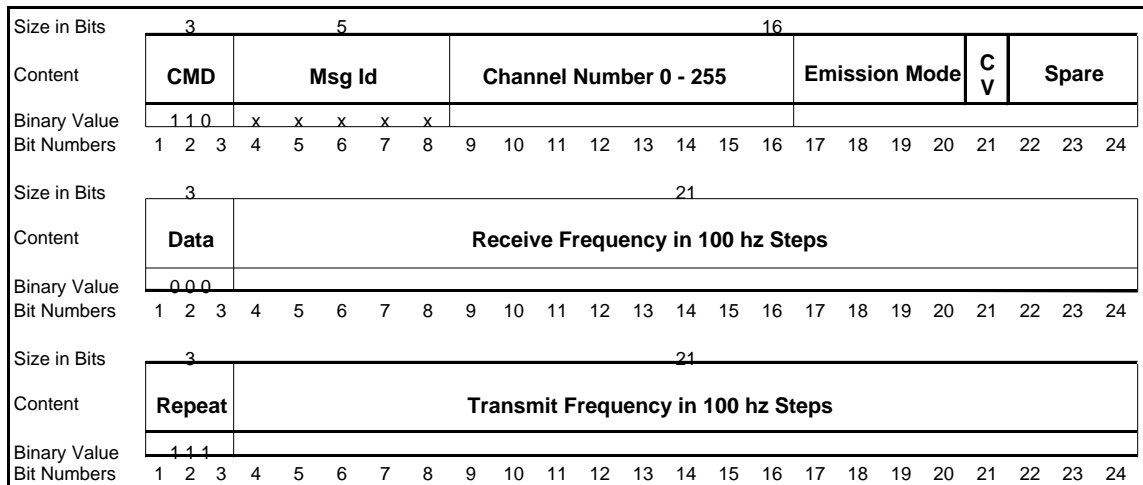 Size in Bits 3 5 16
Content CMD Msg Id Channel Number 0 - 255 Emission Mode C V Spare
Binary Value 1 1 0 x x x x x
Bit Numbers 1 2 3 4 5 6 7 8 9 10 11 12 13 14 15 16 17 18 19 20 21 22 23 24
Size in Bits 3 21
Content Data Receive Frequency in 100 hz Steps
Binary Value 0 0 0
Bit Numbers 1 2 3 4 5 6 7 8 9 10 11 12 13 14 15 16 17 18 19 20 21 22 23 24
Size in Bits 3 21
Content Repeat Transmit Frequency in 100 hz Steps
Binary Value 1 1 1
Bit Numbers 1 2 3 4 5 6 7 8 9 10 11 12 13 14 15 16 17 18 19 20 21 22 23 24